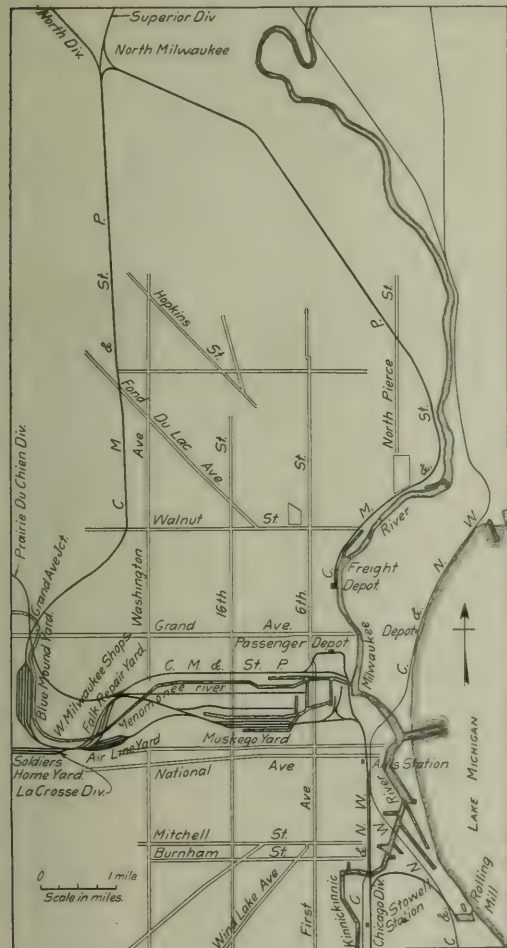 North Div.
Superior Div
North Milwaukee
C M & St P.
Hopkins St.
Fond Du Lac Ave
C. M. & St. P.
North Pierce St.
Prairie Du Chien Div.
Grand Ave Jct.
Washington Ave
16th St.
6th St.
Walnut St.
Milwaukee River
Freight Depot
C. & N. W.
Depot
Grand Ave.
Passenger Depot
Blue Mound Yard.
W. Milwaukee Shops
Falk Repair Yard.
C. M. & St. P.
Menomonee river
Air Line Yard
Muskego Yard
Soldiers Home Yard
National Ave
La Crosse Div.
Allis Station
LAKE MICHIGAN
Mitchell St.
Burnham St.
Wind Lake Ave
First Ave
C. & N. W.
Kinnickinnic River
Chicago Div.
Stowell Station
C. & N. W.
Rolling Mill
0 1 mile
Scale in miles.